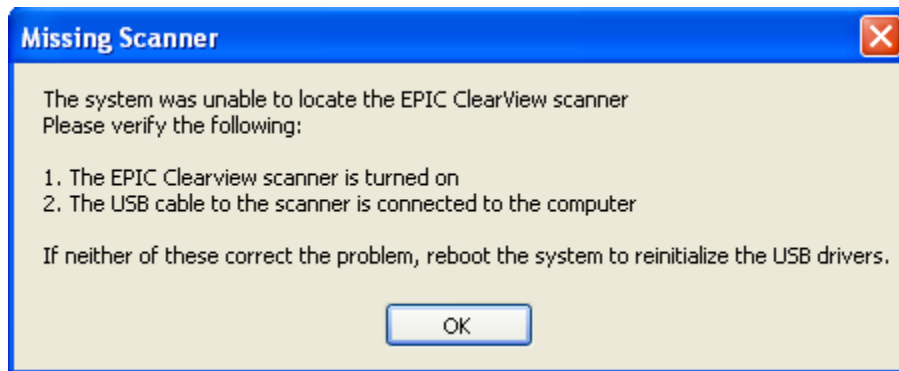 Missing Scanner
The system was unable to locate the EPIC ClearView scanner
Please verify the following:
1. The EPIC Clearview scanner is turned on
2. The USB cable to the scanner is connected to the computer
If neither of these correct the problem, reboot the system to reinitialize the USB drivers.
OK